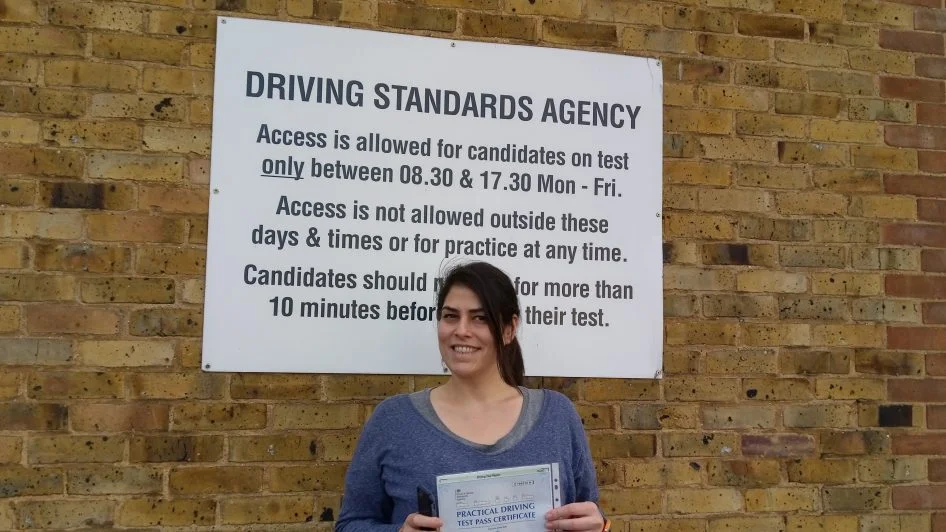 DRIVING STANDARDS AGENCY
Access is allowed for candidates on test
only between 08.30 & 17.30 Mon - Fri.
Access is not allowed outside these
days & times or for practice at any time.
Candidates should for more than
10 minutes their test.
PRACTICAL DRIVING
TEST PASS CERTIFICATE